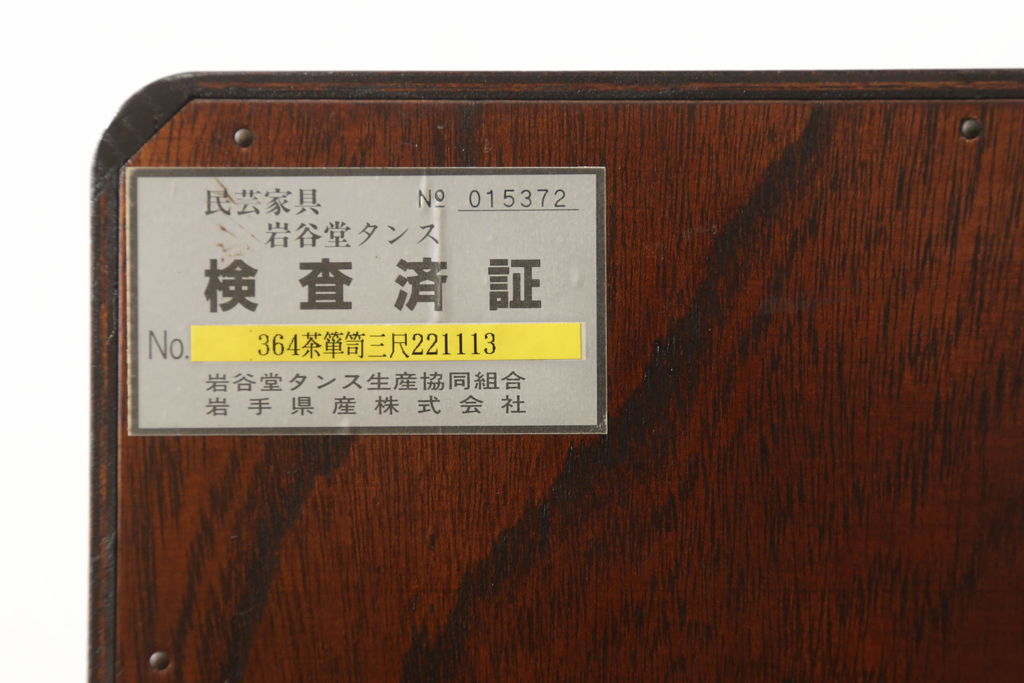 民芸家具 Nº 015372
岩谷堂タンス
検査済証
No. 364茶箪笥三尺221113
岩谷堂タンス生産協同組合
岩手県産株式会社